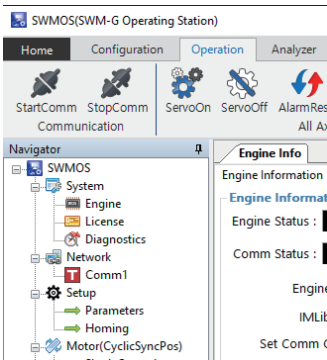 SWMOS(SWM-G Operating Station)
Home Configuration Operation Analyzer
StartComm StopComm ServoOn ServoOff AlarmRes
Communication All Ax
Navigator
Engine Info
SWMOS
System
Engine
License
Diagnostics
Network
Comm1
Setup
Parameters
Homing
Motor(CyclicSyncPos)
Engine Information
Engine Informat
Engine Status :
Comm Status :
Engine
IMLib
Set Comm C